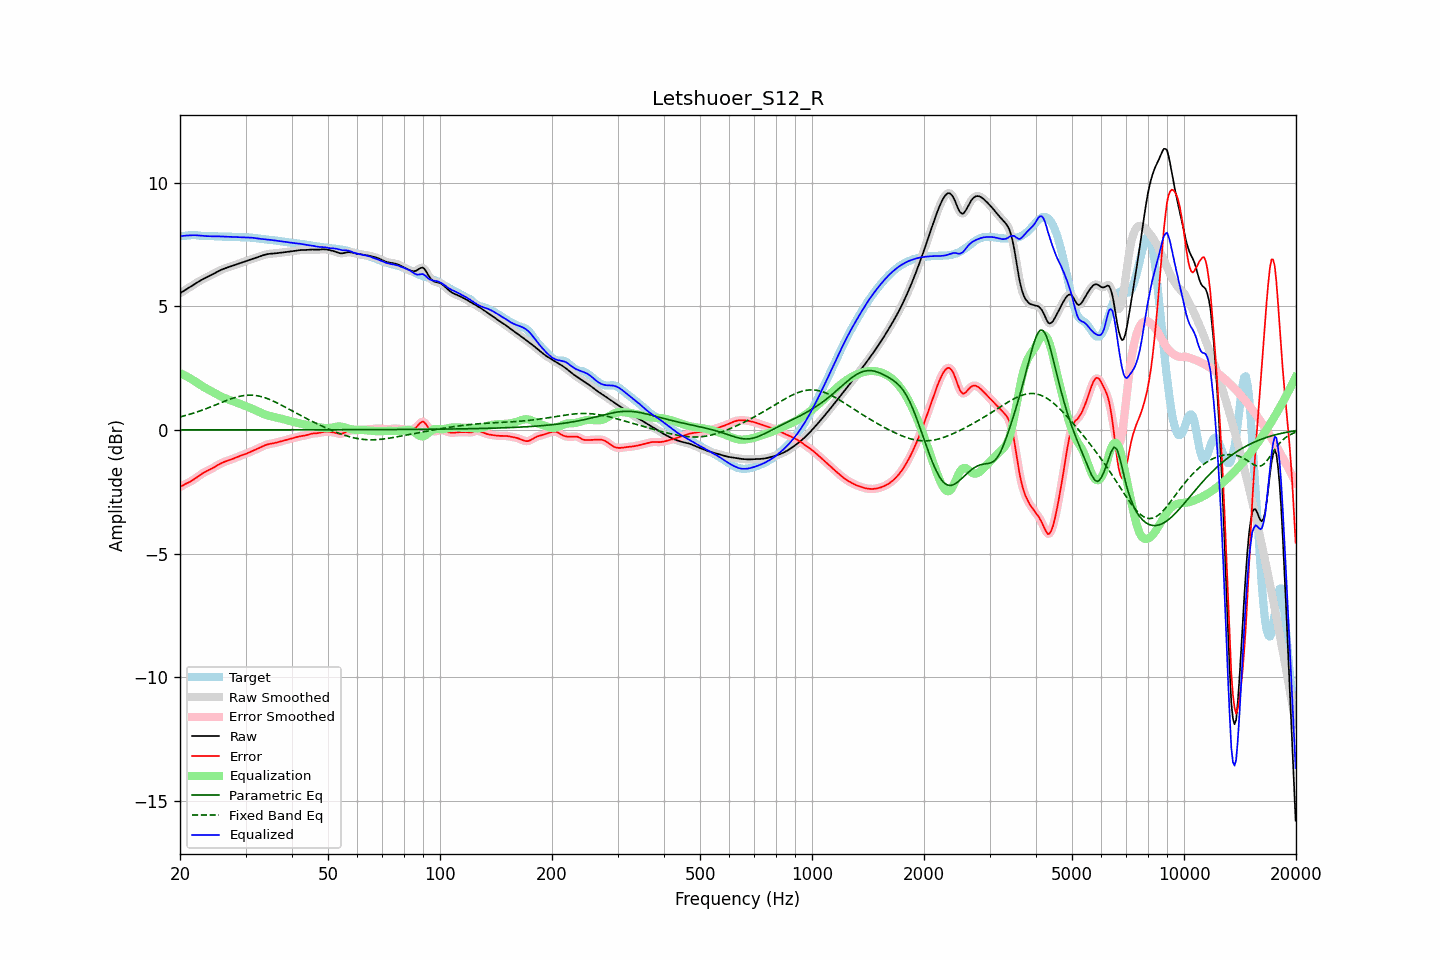 Letshuoer_S12_R
Amplitude (dBr)
10
5
0
−5
−10
−15
Target
Raw Smoothed
Error Smoothed
Raw
Error
Equalization
Parametric Eq
Fixed Band Eq
Equalized
20 50 100 200 500 1000 2000 5000 10000 20000
Frequency (Hz)